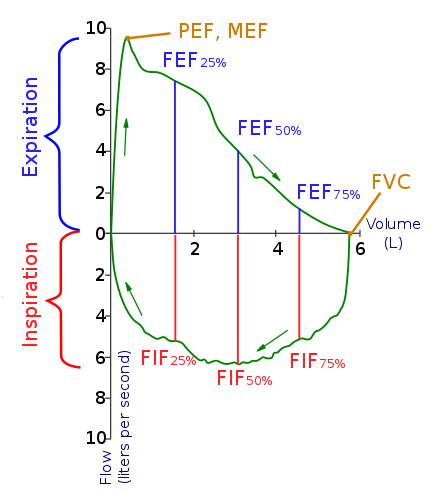 10
PEF, MEF
FEF25%
8
6
Expiration
FEF50%
4
FEF75%
FVC
2
Volume
(L)
0
2
4
6
Inspiration
2
4
FIF25%
FIF50%
FIF75%
6
8
10
Flow
(liters per second)